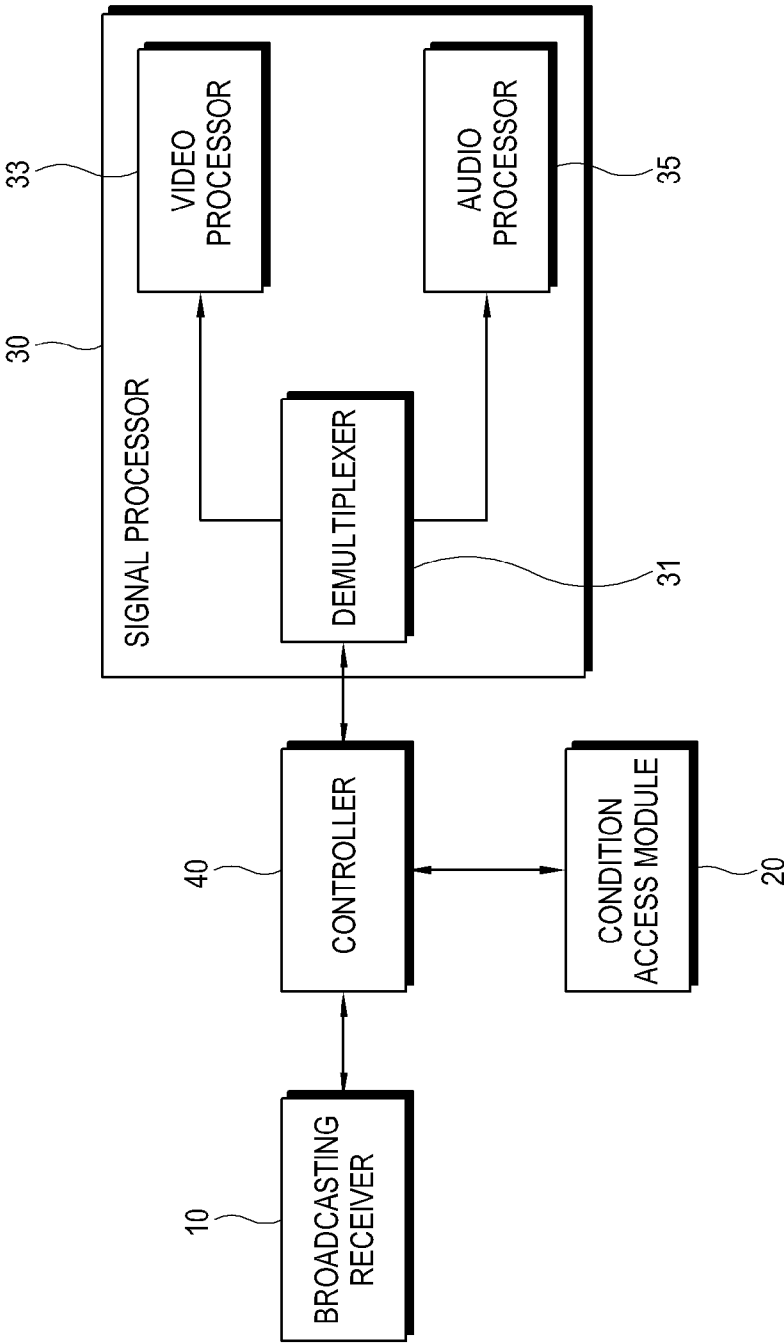 30
33
SIGNAL PROCESSOR
VIDEO
PROCESSOR
10
40
BROADCASTING
RECEIVER
CONTROLLER
DEMULTIPLEXER
AUDIO
PROCESSOR
31
35
CONDITION
ACCESS MODULE
20